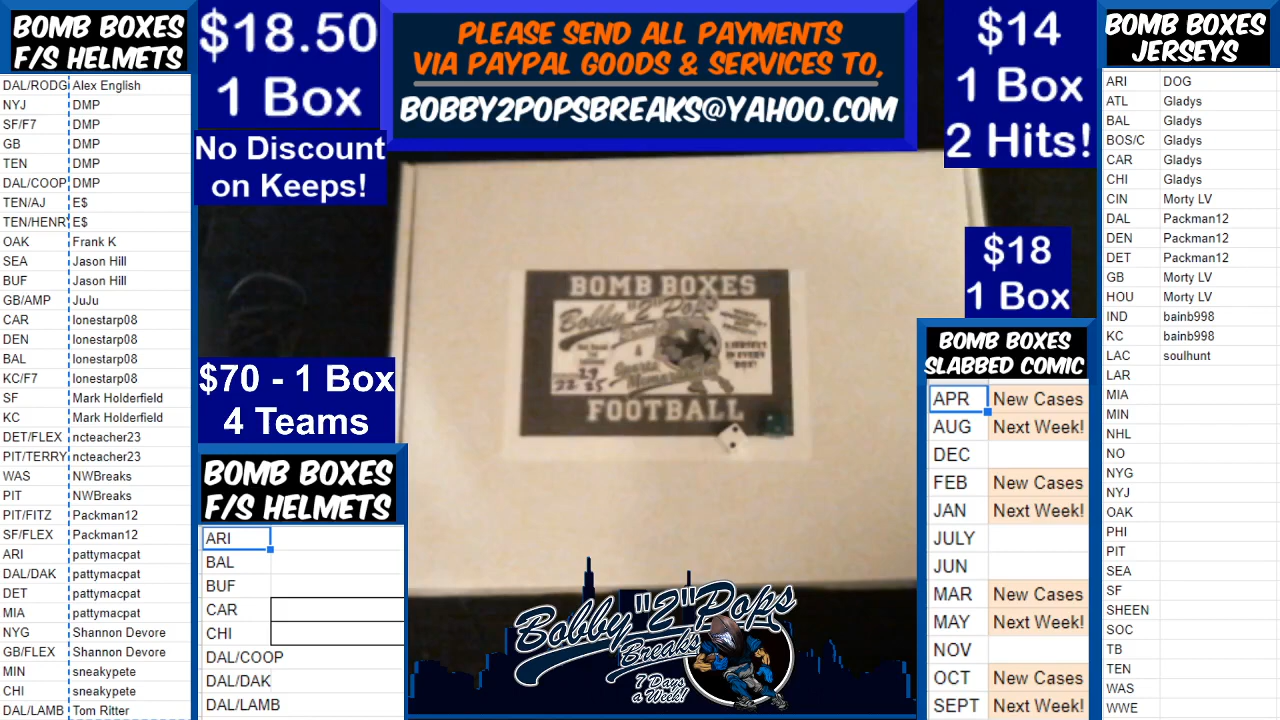 BOMB BOXES
F/S HELMETS
DAL/RODG Alex English
NYJ DMP
SF/F7 DMP
GB DMP
TEN DMP
DAL/COOP DMP
TEN/AJ E$
TEN/HENR E$
OAK Frank K
SEA Jason Hill
BUF Jason Hill
GB/AMP JuJu
CAR lonestarp08
DEN lonestarp08
BAL lonestarp08
KC/F7 lonestarp08
SF Mark Holderfield
KC Mark Holderfield
DET/FLEX ncteacher23
PIT/TERRY ncteacher23
WAS NWBreaks
PIT NWBreaks
PIT/FITZ Packman12
SF/FLEX Packman12
ARI pattymacpat
DAL/DAK pattymacpat
DET pattymacpat
MIA pattymacpat
NYG Shannon Devore
GB/FLEX Shannon Devore
MIN sneakypete
CHI sneakypete
DAL/LAMB Tom Ritter
$18.50
1 Box
No Discount
on Keeps!
$70 - 1 Box
4 Teams
BOMB BOXES
F/S HELMETS
ARI
BAL
BUF
CAR
CHI
DAL/COOP
DAL/DAK
DAL/LAMB
PLEASE SEND ALL PAYMENTS
VIA PAYPAL GOODS & SERVICES TO,
BOBBY2POPSBREAKS@YAHOO.COM
BOMB BOXES
Bobby "2" Pops
&
Sports
29
22 25
FOOTBALL
Bobby "2" Pops
Breaks
7 Days
a Week!
$14
1 Box
2 Hits!
$18
1 Box
BOMB BOXES
SLABBED COMIC
APR New Cases
AUG Next Week!
DEC
FEB New Cases
JAN Next Week!
JULY
JUN
MAR New Cases
MAY Next Week!
NOV
OCT New Cases
SEPT Next Week!
BOMB BOXES
JERSEYS
ARI DOG
ATL Gladys
BAL Gladys
BOS/C Gladys
CAR Gladys
CHI Gladys
CIN Morty LV
DAL Packman12
DEN Packman12
DET Packman12
GB Morty LV
HOU Morty LV
IND bainb998
KC bainb998
LAC soulhunt
LAR
MIA
MIN
NHL
NO
NYG
NYJ
OAK
PHI
PIT
SEA
SF
SHEEN
SOC
TB
TEN
WAS
WWE